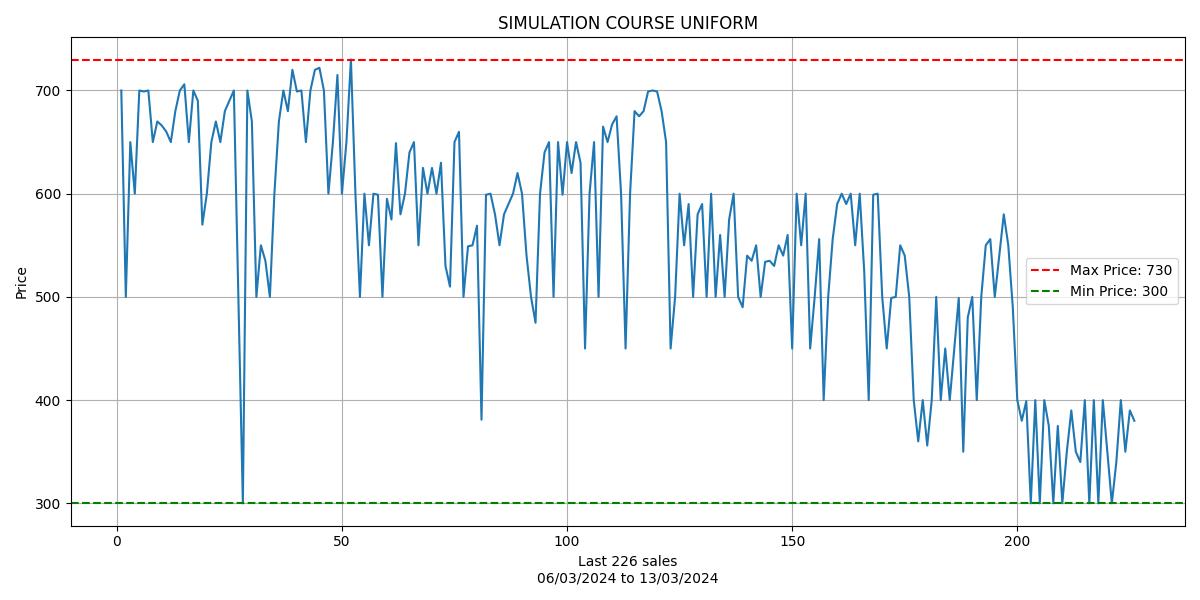 SIMULATION COURSE UNIFORM
700
600
500
400
300
Price
Max Price: 730
Min Price: 300
0
50
100
150
200
Last 226 sales
06/03/2024 to 13/03/2024